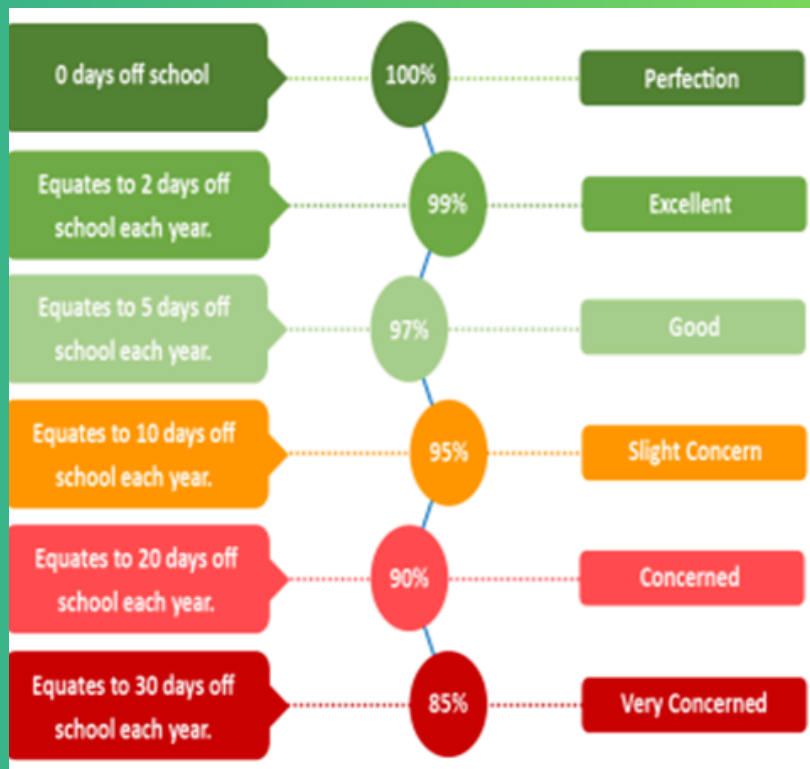 0 days off school
100%
Perfection
Equates to 2 days off
school each year.
99%
Excellent
Equates to 5 days off
school each year.
97%
Good
Equates to 10 days off
school each year.
95%
Slight Concern
Equates to 20 days off
school each year.
90%
Concerned
Equates to 30 days off
school each year.
85%
Very Concerned